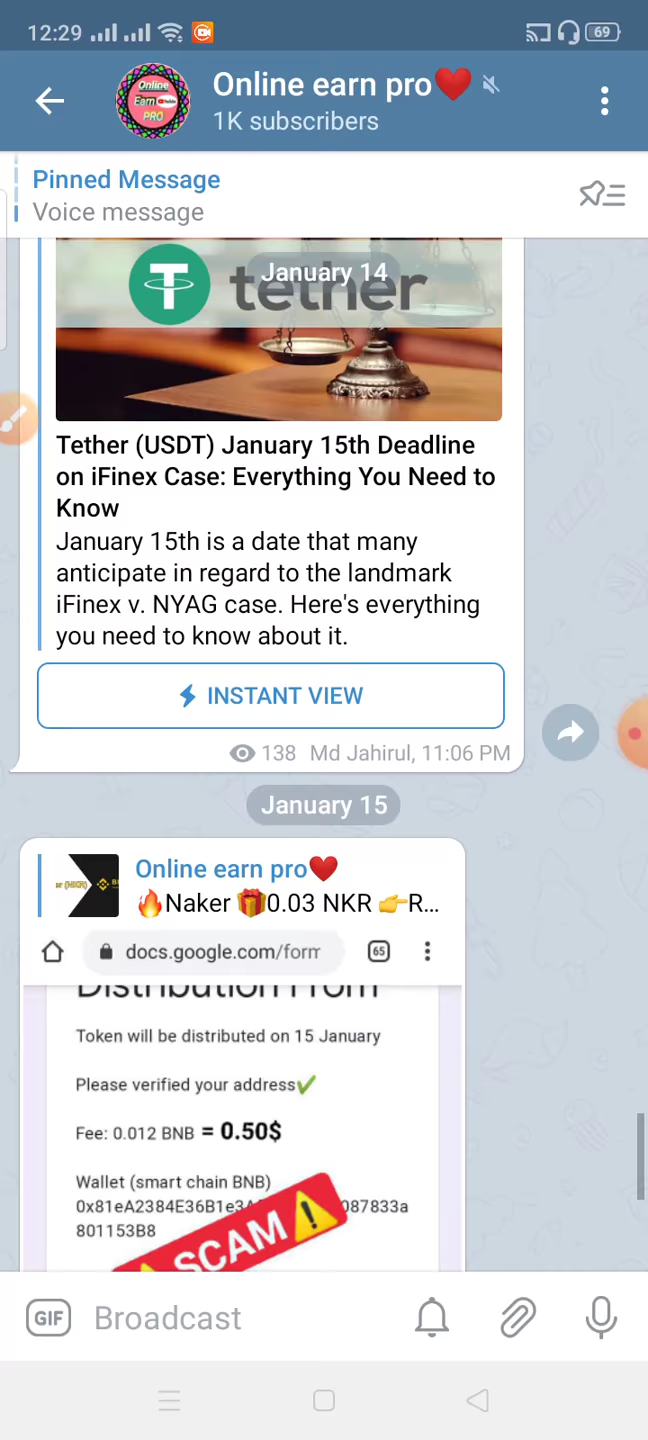 12:29
69
Online
Earn
PRO
Online earn pro❤️
1K subscribers
Pinned Message
Voice message
January 14
tether
Tether (USDT) January 15th Deadline
on iFinex Case: Everything You Need to
Know
January 15th is a date that many
anticipate in regard to the landmark
iFinex v. NYAG case. Here's everything
you need to know about it.
⚡ INSTANT VIEW
138 Md Jahirul, 11:06 PM
January 15
Online earn pro❤️
🔥Naker 🎁0.03 NKR 👉R...
docs.google.com/form
65
Distribution From
Token will be distributed on 15 January
Please verified your address✅
Fee: 0.012 BNB = 0.50$
Wallet (smart chain BNB)
801153B8
SCAM
GIF
Broadcast